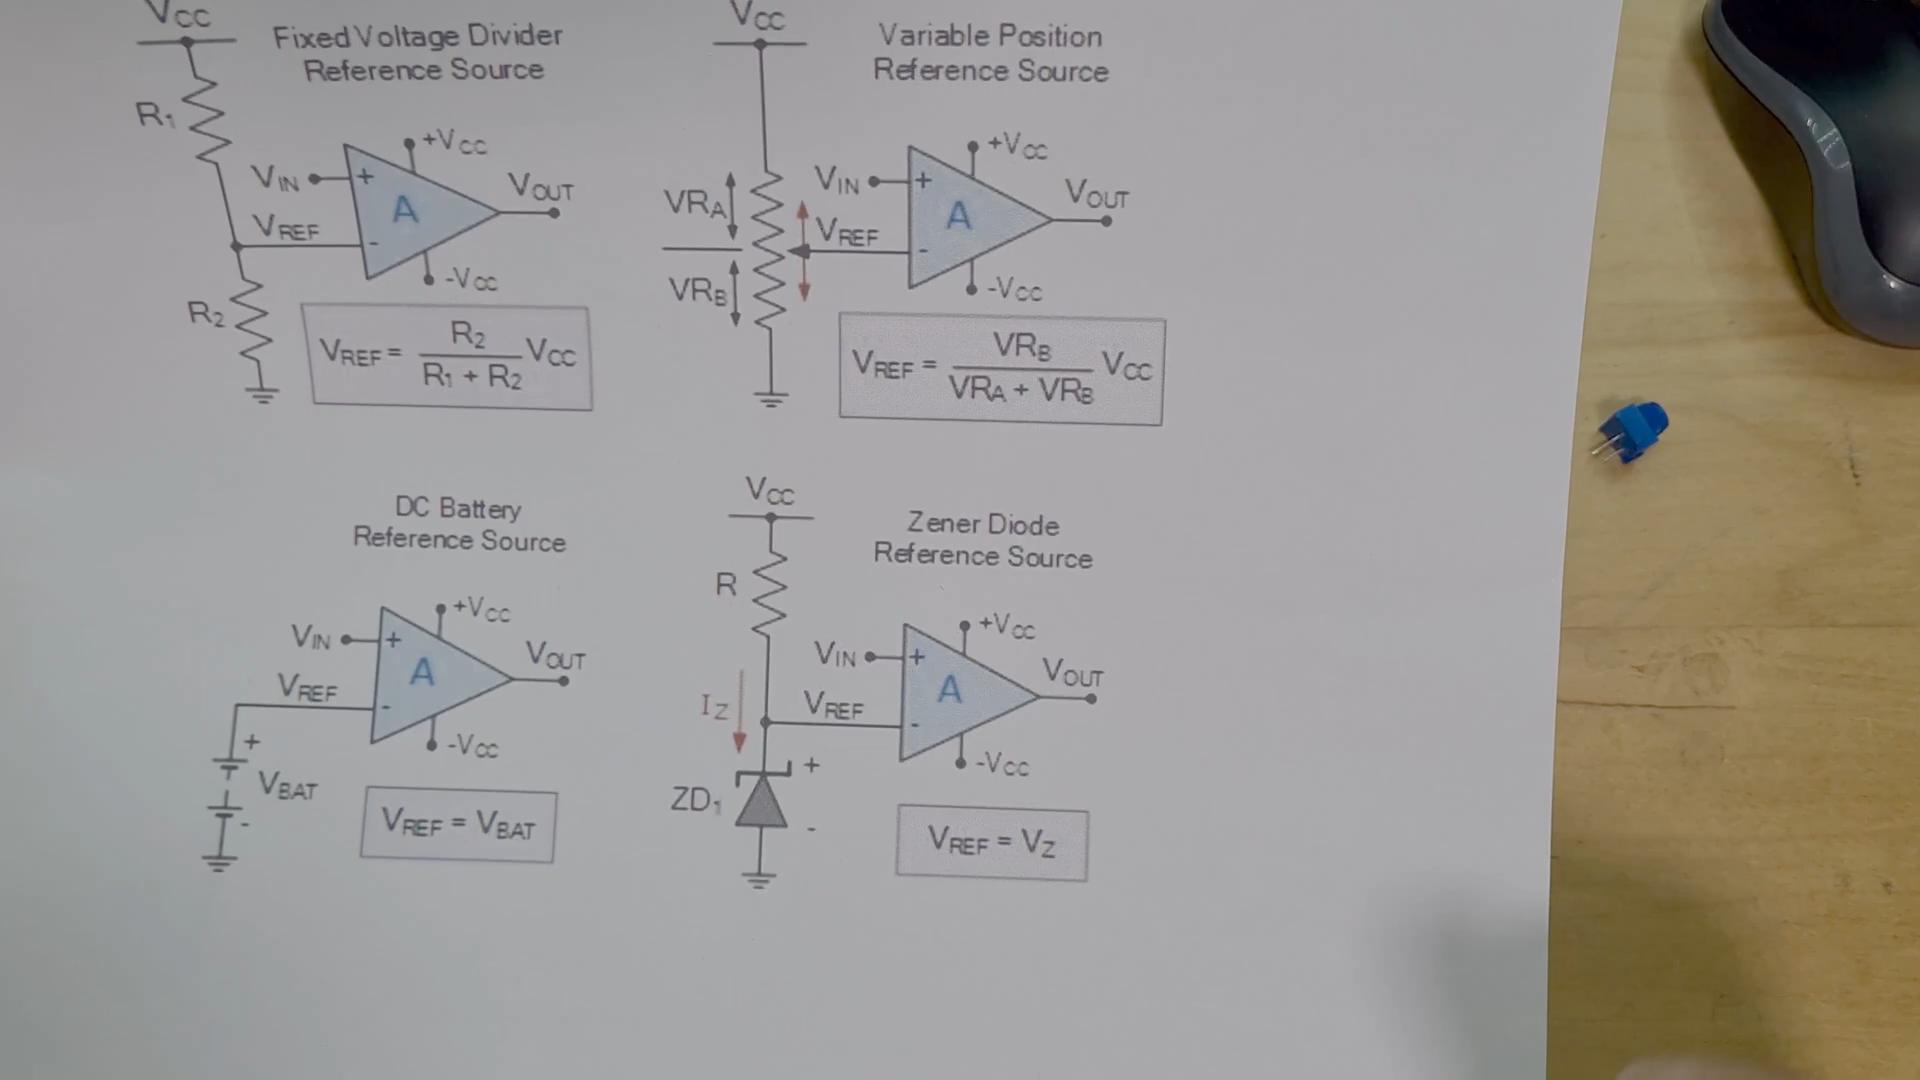 VCC
Fixed Voltage Divider
Reference Source
R1
+VCC
VIN
+
A
VOUT
VREF
-
-VCC
R2
VREF = R2 / R1 + R2 VCC
VCC
Variable Position
Reference Source
+VCC
VIN
+
VRA
A
VOUT
VREF
-
VRB
-VCC
VREF = VRB / VRA + VRB VCC
DC Battery
Reference Source
+VCC
VIN
+
A
VOUT
VREF
-
+
-VCC
VBAT
-
VREF = VBAT
VCC
Zener Diode
Reference Source
R
+VCC
VIN
+
A
VOUT
IZ
VREF
-
-VCC
+
ZD1
-
VREF = VZ